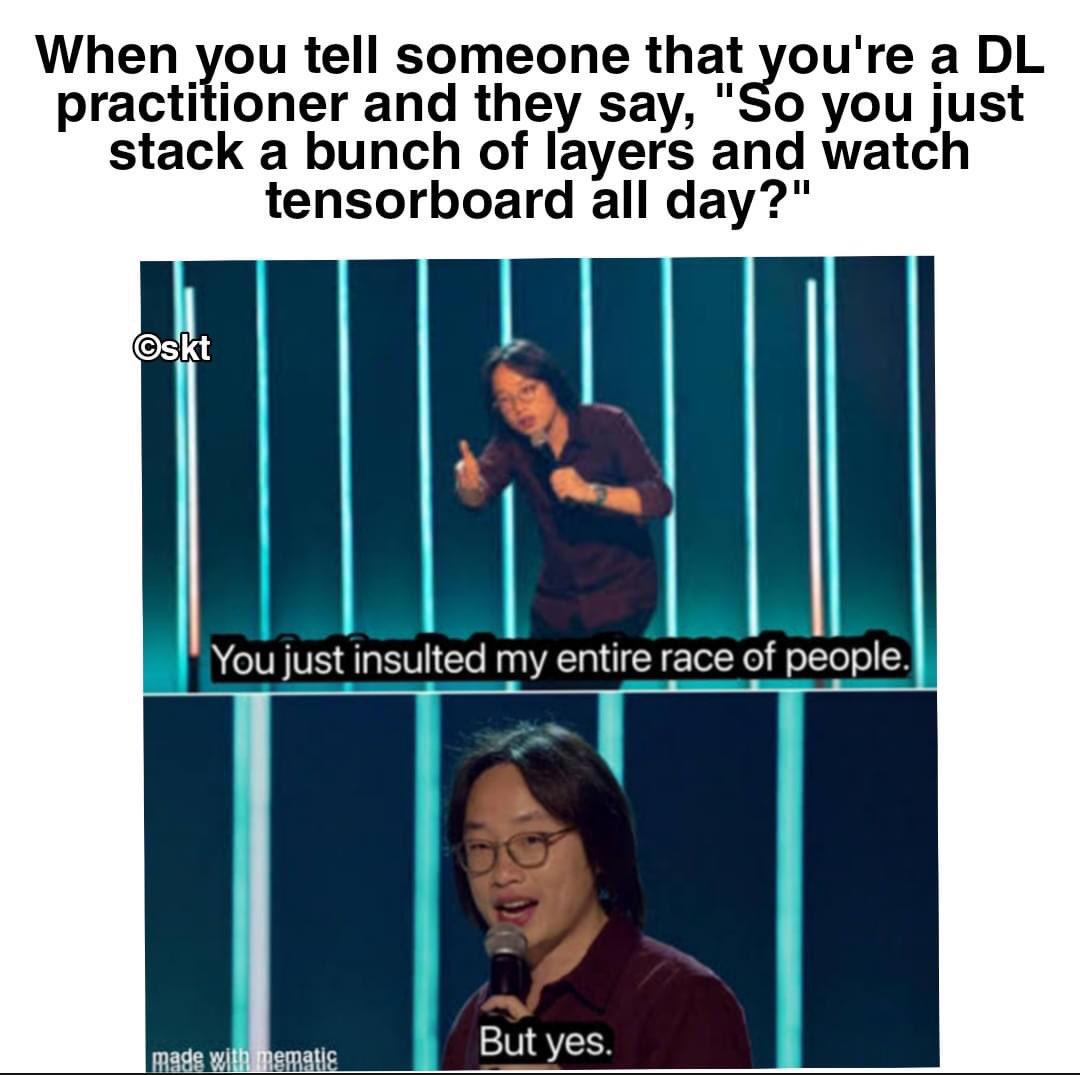 When you tell someone that you're a DL
practitioner and they say, "So you just
stack a bunch of layers and watch
tensorboard all day?"
©skt
You just insulted my entire race of people.
But yes.
made with mematic